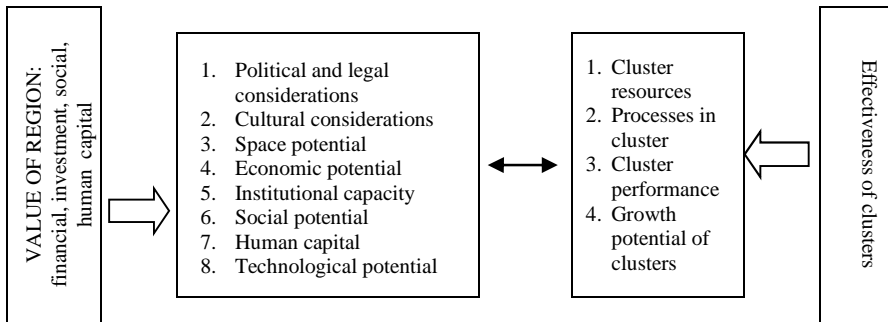 VALUE OF REGION:
financial, investment, social,
human capital
1. Political and legal
considerations
2. Cultural considerations
3. Space potential
4. Economic potential
5. Institutional capacity
6. Social potential
7. Human capital
8. Technological potential
1. Cluster
resources
2. Processes in
cluster
3. Cluster
performance
4. Growth
potential of
clusters
Effectiveness of clusters